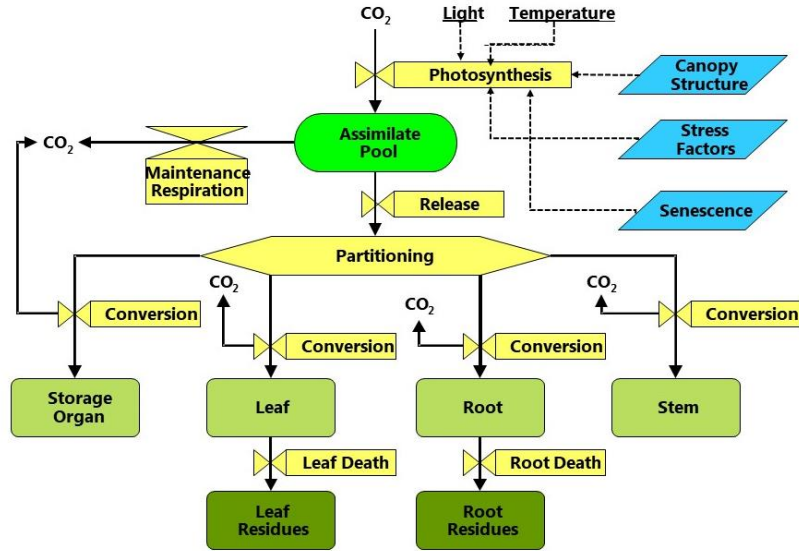 CO₂
Light
Temperature
Photosynthesis
Canopy
Structure
CO₂
Assimilate
Pool
Stress
Factors
Maintenance
Respiration
Release
Senescence
Partitioning
CO₂
CO₂
CO₂
Conversion
Conversion
Conversion
Conversion
Storage
Organ
Leaf
Root
Stem
Leaf Death
Root Death
Leaf
Residues
Root
Residues